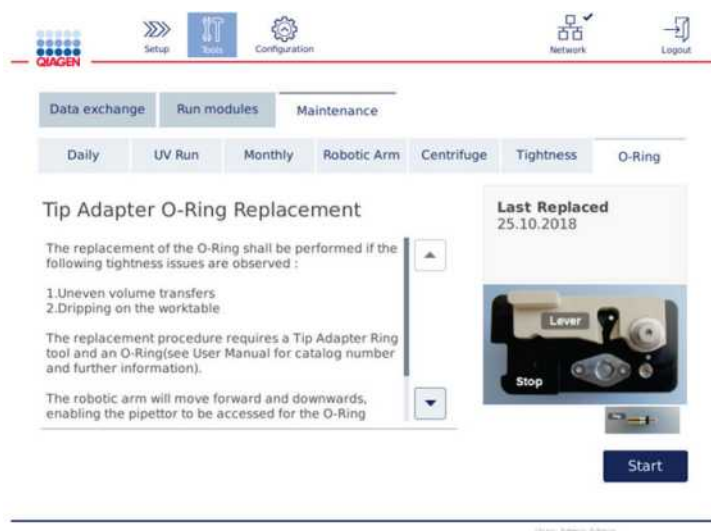 QIAGEN
Setup
Tools
Configuration
Network
Logout
Data exchange
Run modules
Maintenance
Daily
UV Run
Monthly
Robotic Arm
Centrifuge
Tightness
O-Ring
Tip Adapter O-Ring Replacement
The replacement of the O-Ring shall be performed if the
following tightness issues are observed :
1.Uneven volume transfers
2.Dripping on the worktable
The replacement procedure requires a Tip Adapter Ring
tool and an O-Ring(see User Manual for catalog number
and further information).
The robotic arm will move forward and downwards,
enabling the pipettor to be accessed for the O-Ring
Last Replaced
25.10.2018
Lever
Stop
Start